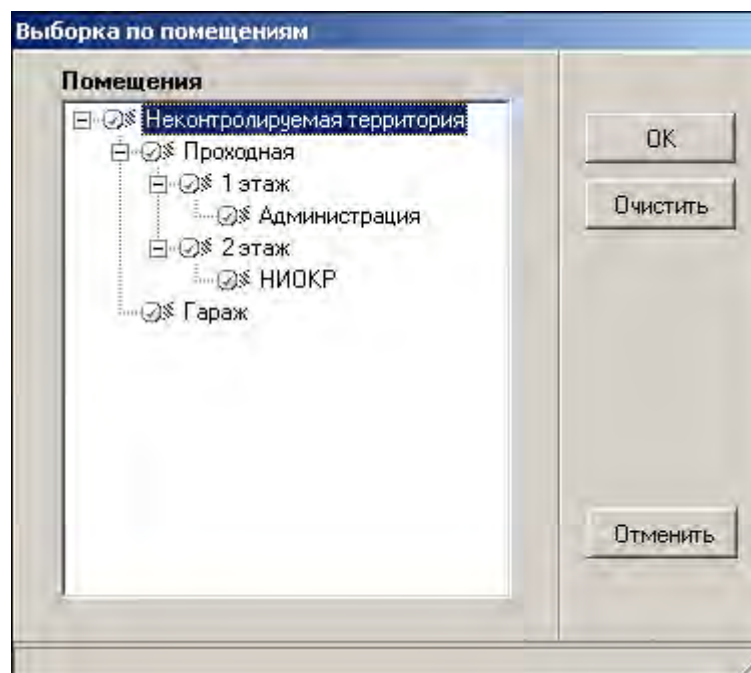 Выборка по помещениям
Помещения
Неконтролируемая территория
Проходная
1 этаж
Администрация
2 этаж
НИОКР
Гараж
OK
Очистить
Отменить